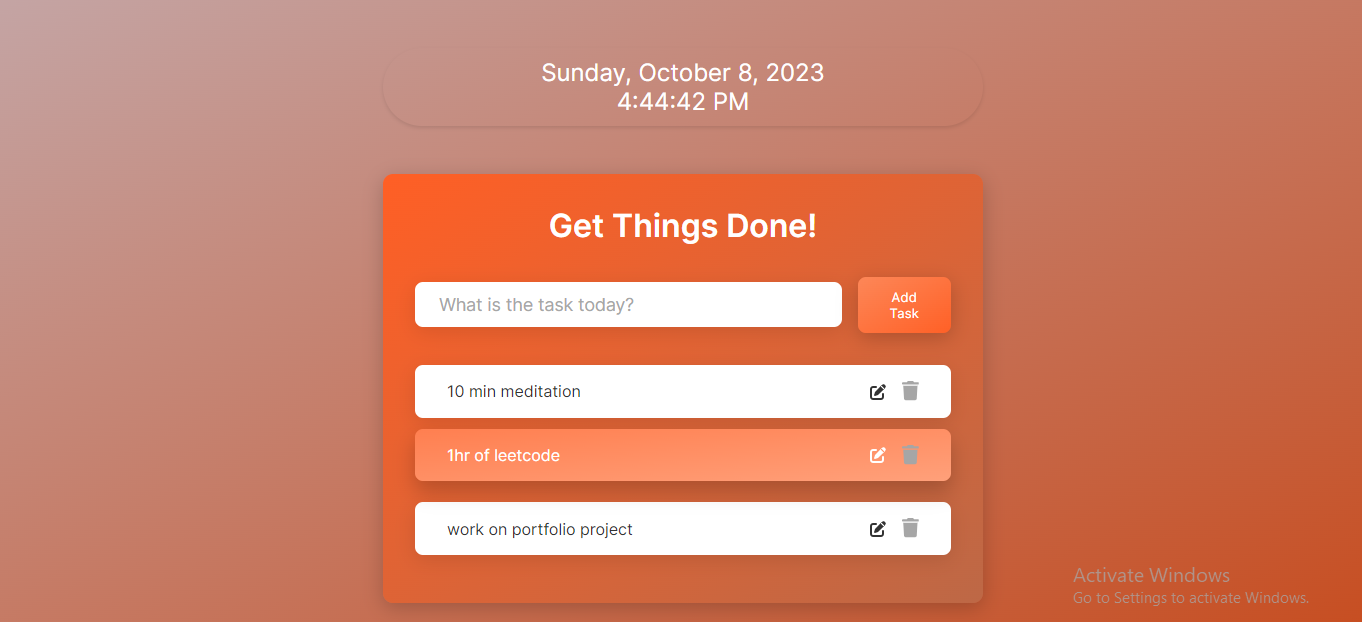 Sunday, October 8, 2023
4:44:42 PM
Get Things Done!
What is the task today?
Add
Task
10 min meditation
1hr of leetcode
work on portfolio project
Activate Windows
Go to Settings to activate Windows.